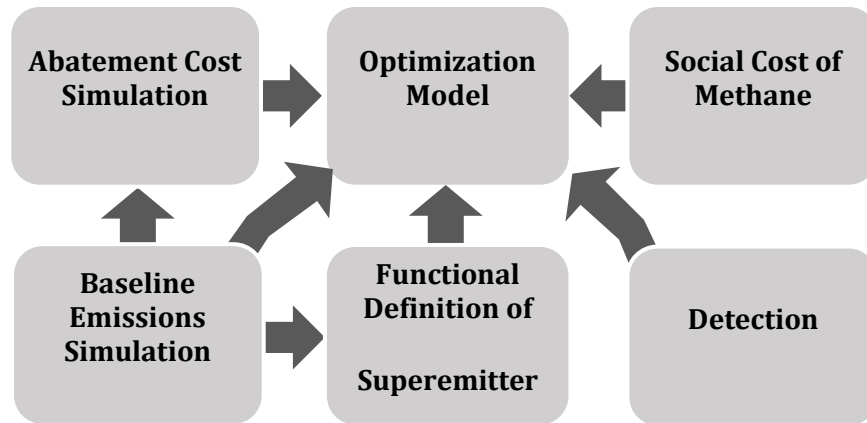 Abatement Cost
Simulation
Optimization
Model
Social Cost of
Methane
Baseline
Emissions
Simulation
Functional
Definition of
Superemitter
Detection